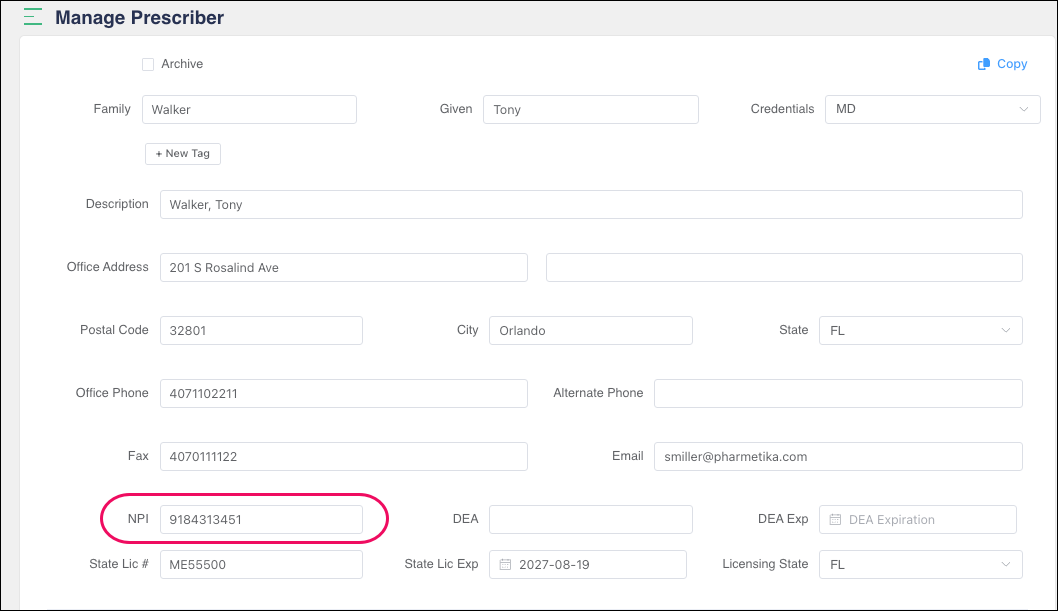 Manage Prescriber
Archive
Copy
Family Walker Given Tony Credentials MD
+ New Tag
Description Walker, Tony
Office Address 201 S Rosalind Ave
Postal Code 32801 City Orlando State FL
Office Phone 4071102211 Alternate Phone
Fax 4070111122 Email smiller@pharmetika.com
NPI 9184313451 DEA DEA Exp DEA Expiration
State Lic # ME55500 State Lic Exp 2027-08-19 Licensing State FL